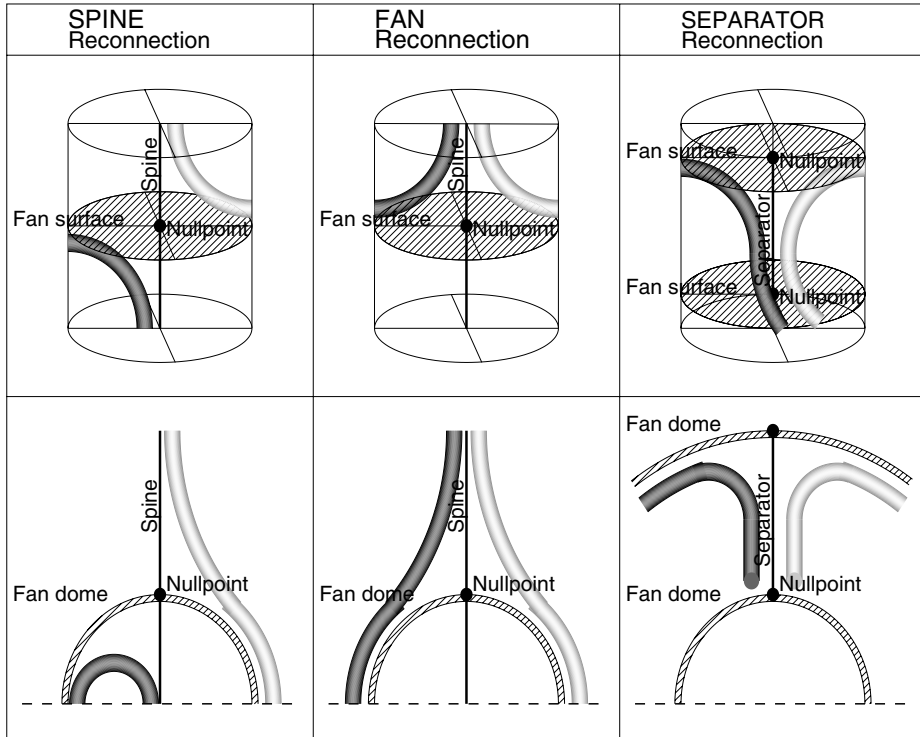 SPINE
Reconnection
FAN
Reconnection
SEPARATOR
Reconnection
Spine
Fan surface
Nullpoint
Spine
Fan surface
Nullpoint
Fan surface
Nullpoint
Separator
Fan surface
Nullpoint
Spine
Fan dome
Nullpoint
Spine
Fan dome
Nullpoint
Fan dome
Separator
Fan dome
Nullpoint